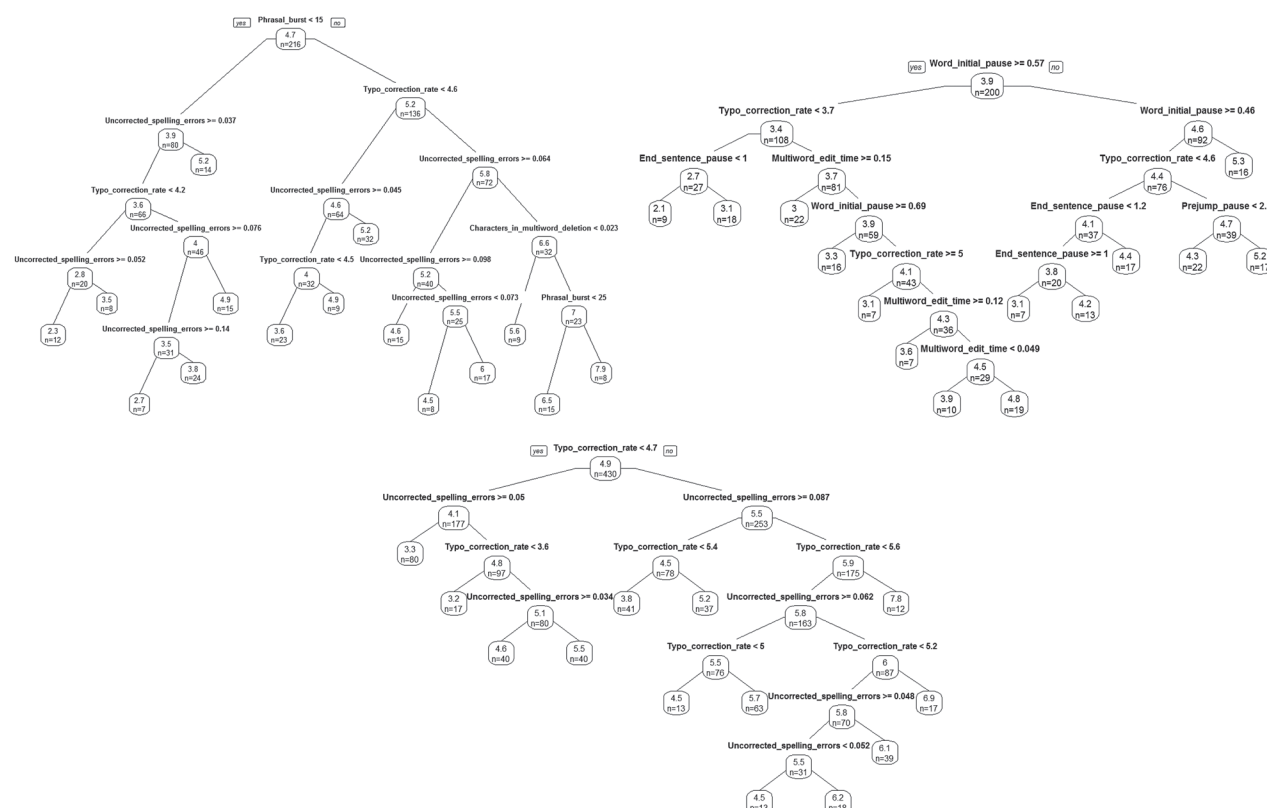 yes Phrasal_burst < 15 no
4.7
n=216
Typo_correction_rate < 4.6
5.2
n=136
Uncorrected_spelling_errors >= 0.037
3.9
n=80
5.2
n=14
Uncorrected_spelling_errors >= 0.064
5.8
n=72
Typo_correction_rate < 4.2
3.6
n=66
Uncorrected_spelling_errors >= 0.045
4.6
n=64
5.2
n=32
Uncorrected_spelling_errors >= 0.076
4
n=46
Characters_in_multiword_deletion < 0.023
6.6
n=32
Uncorrected_spelling_errors >= 0.052
2.8
n=20
3.5
n=8
4.9
n=15
Typo_correction_rate < 4.5
4
n=32
4.9
n=9
Uncorrected_spelling_errors >= 0.098
5.2
n=40
Uncorrected_spelling_errors < 0.073
5.5
n=25
Phrasal_burst < 25
7
n=23
2.3
n=12
Uncorrected_spelling_errors >= 0.14
3.5
n=31
3.8
n=24
3.6
n=23
4.6
n=15
5.6
n=9
6
n=17
7.9
n=8
2.7
n=7
4.5
n=8
6.5
n=15
yes Word_initial_pause >= 0.57 no
3.9
n=200
Typo_correction_rate < 3.7
3.4
n=108
Word_initial_pause >= 0.46
4.6
n=92
End_sentence_pause < 1
2.7
n=27
Multiword_edit_time >= 0.15
3.7
n=81
Typo_correction_rate < 4.6
4.4
n=76
5.3
n=16
2.1
n=9
3.1
n=18
3
n=22
Word_initial_pause >= 0.69
3.9
n=59
End_sentence_pause < 1.2
4.1
n=37
Prejump_pause < 2.
4.7
n=39
3.3
n=16
Typo_correction_rate >= 5
4.1
n=43
End_sentence_pause >= 1
3.8
n=20
4.4
n=17
4.3
n=22
5.2
n=17
3.1
n=7
Multiword_edit_time >= 0.12
4.3
n=36
3.1
n=7
4.2
n=13
3.6
n=7
Multiword_edit_time < 0.049
4.5
n=29
3.9
n=10
4.8
n=19
yes Typo_correction_rate < 4.7 no
4.9
n=430
Uncorrected_spelling_errors >= 0.05
4.1
n=177
Uncorrected_spelling_errors >= 0.087
5.5
n=253
3.3
n=80
Typo_correction_rate < 3.6
4.8
n=97
Typo_correction_rate < 5.4
4.5
n=78
Typo_correction_rate < 5.6
5.9
n=175
3.2
n=17
Uncorrected_spelling_errors >= 0.034
5.1
n=80
3.8
n=41
5.2
n=37
Uncorrected_spelling_errors >= 0.062
5.8
n=163
7.8
n=12
4.6
n=40
5.5
n=40
Typo_correction_rate < 5
5.5
n=76
Typo_correction_rate < 5.2
6
n=87
4.5
n=13
5.7
n=63
Uncorrected_spelling_errors >= 0.048
5.8
n=70
6.9
n=17
Uncorrected_spelling_errors < 0.052
5.5
n=31
6.1
n=39
4.5
n=13
6.2
n=18